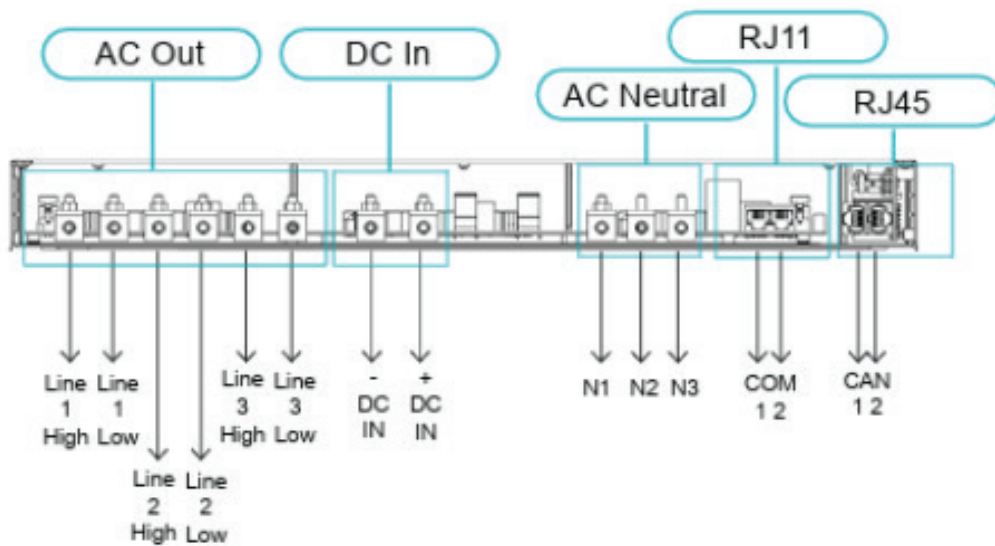 AC Out
DC In
RJ11
AC Neutral
RJ45
Line
1
High
Line
1
Low
Line
2
High
Line
2
Low
Line
3
High
Line
3
Low
-
DC
IN
+
DC
IN
N1 N2 N3
COM
1 2
CAN
1 2